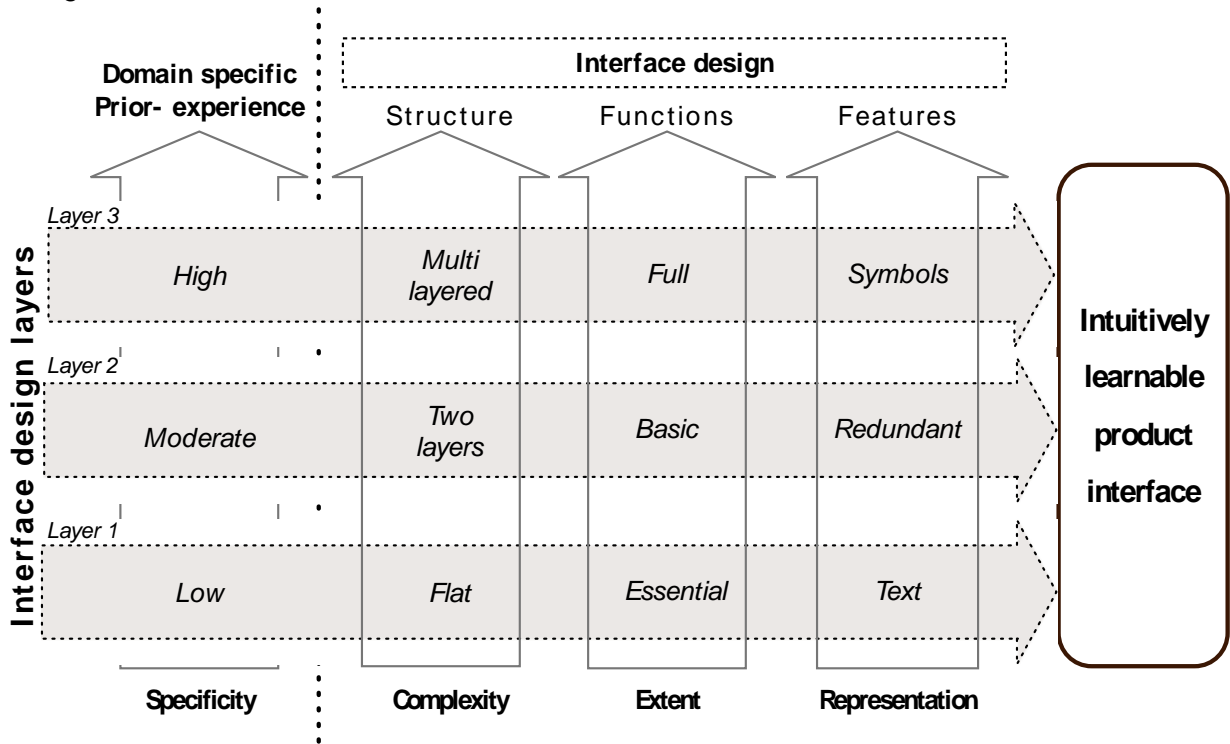 Domain specific
Prior- experience
Interface design
Structure Functions Features
Interface design layers
Layer 3
High
Multi
layered
Full
Symbols
Layer 2
Moderate
Two
layers
Basic
Redundant
Layer 1
Low
Flat
Essential
Text
Intuitively
learnable
product
interface
Specificity Complexity Extent Representation